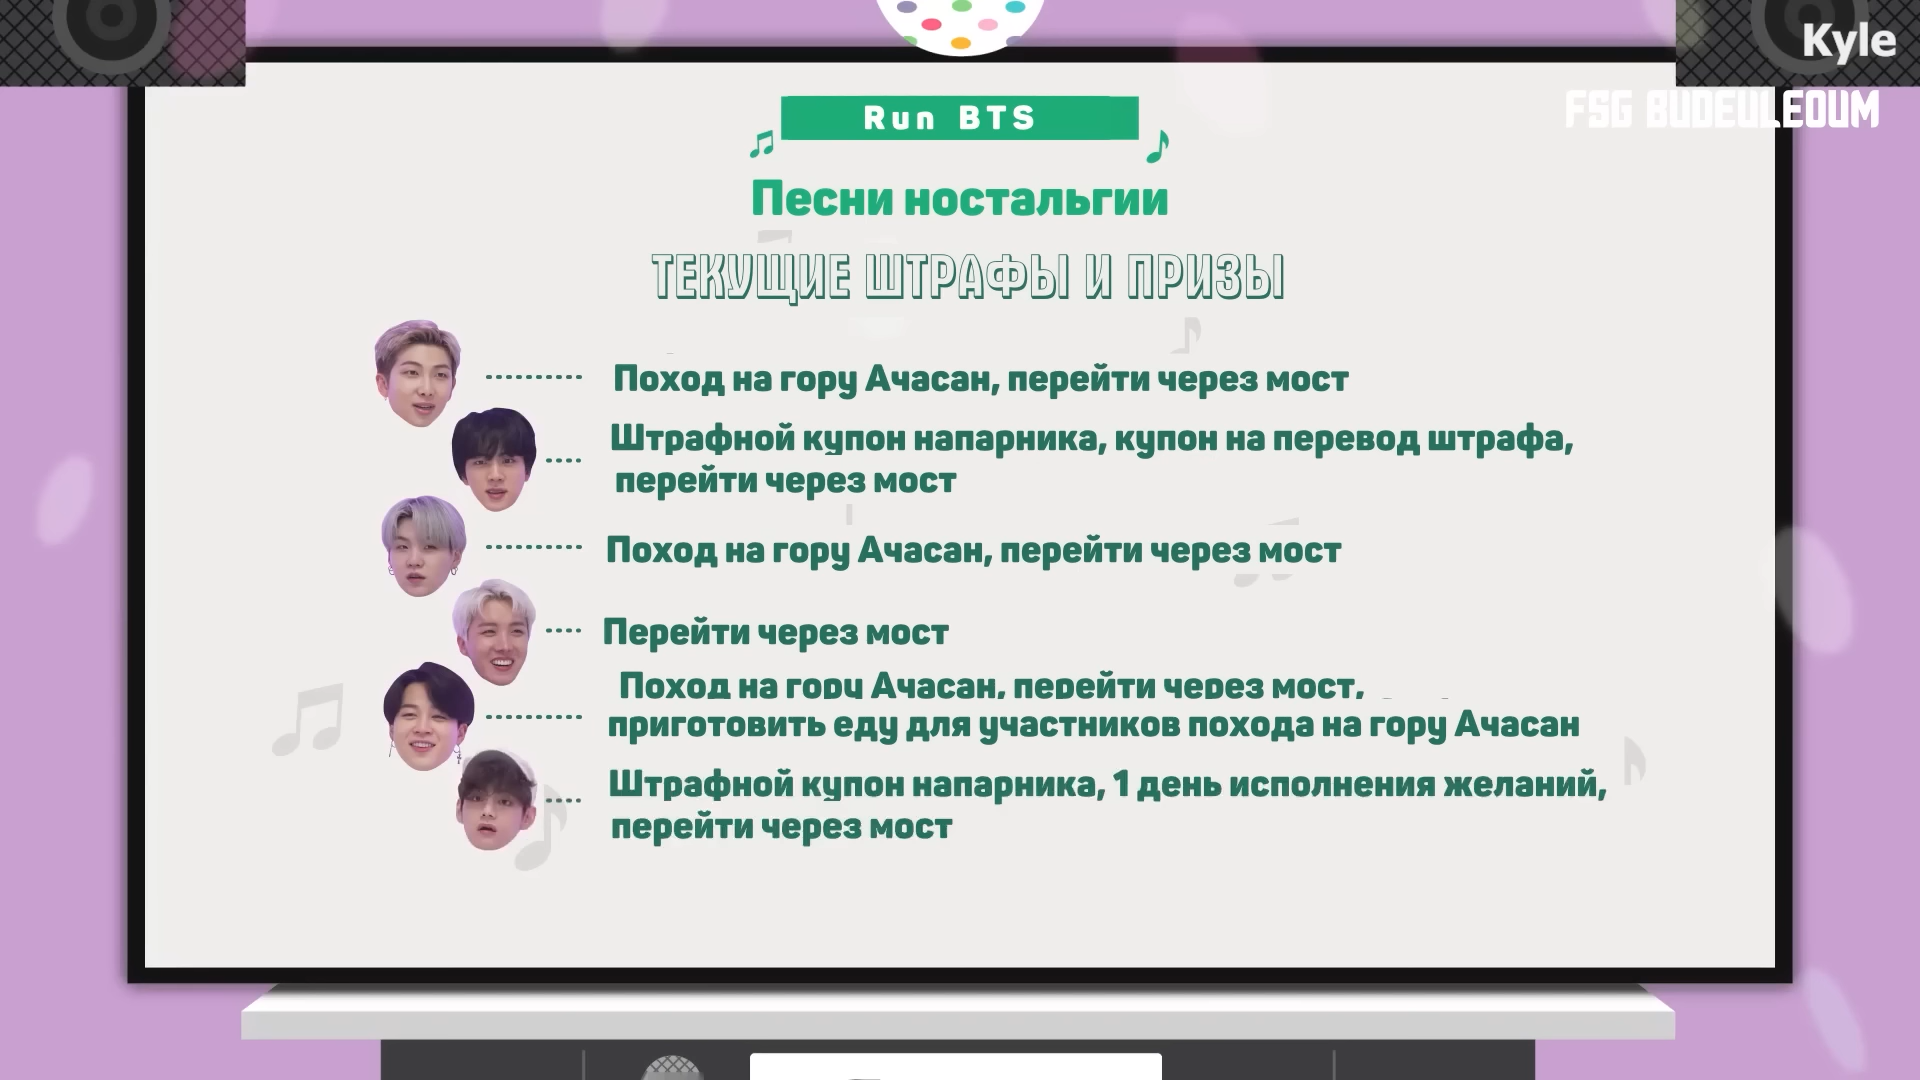 Kyle
FSG BUDEULEOUM
Run BTS
Песни ностальгии
ТЕКУЩИЕ ШТРАФЫ И ПРИЗЫ
Поход на гору Ачасан, перейти через мост
Штрафной купон напарника, купон на перевод штрафа,
перейти через мост
Поход на гору Ачасан, перейти через мост
Перейти через мост
Поход на гору Ачасан, перейти через мост,
приготовить еду для участников похода на гору Ачасан
Штрафной купон напарника, 1 день исполнения желаний,
перейти через мост